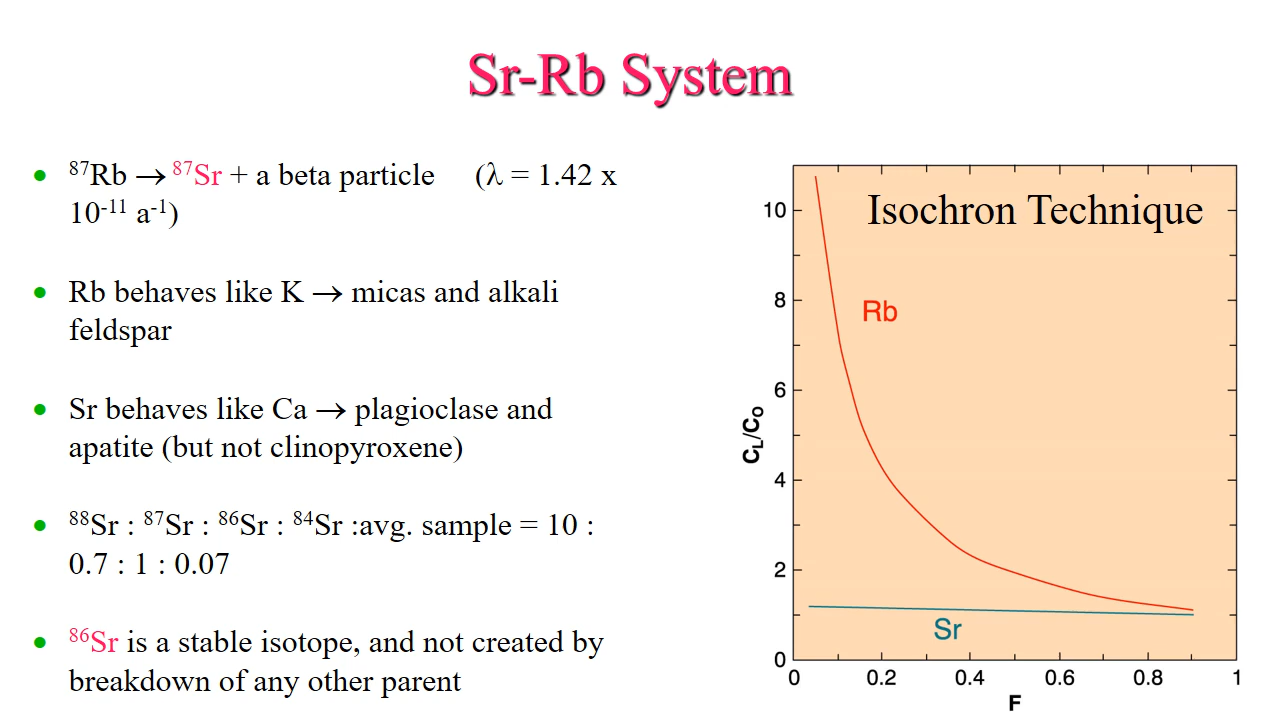 Sr-Rb System
• ⁸⁷Rb → ⁸⁷Sr + a beta particle (λ = 1.42 x
10⁻¹¹ a⁻¹)
• Rb behaves like K → micas and alkali
feldspar
• Sr behaves like Ca → plagioclase and
apatite (but not clinopyroxene)
• ⁸⁸Sr : ⁸⁷Sr : ⁸⁶Sr : ⁸⁴Sr :avg. sample = 10 :
0.7 : 1 : 0.07
• ⁸⁶Sr is a stable isotope, and not created by
breakdown of any other parent
Isochron Technique
10
8
6
4
2
0
C_L/C_O
Rb
Sr
0 0.2 0.4 0.6 0.8 1
F